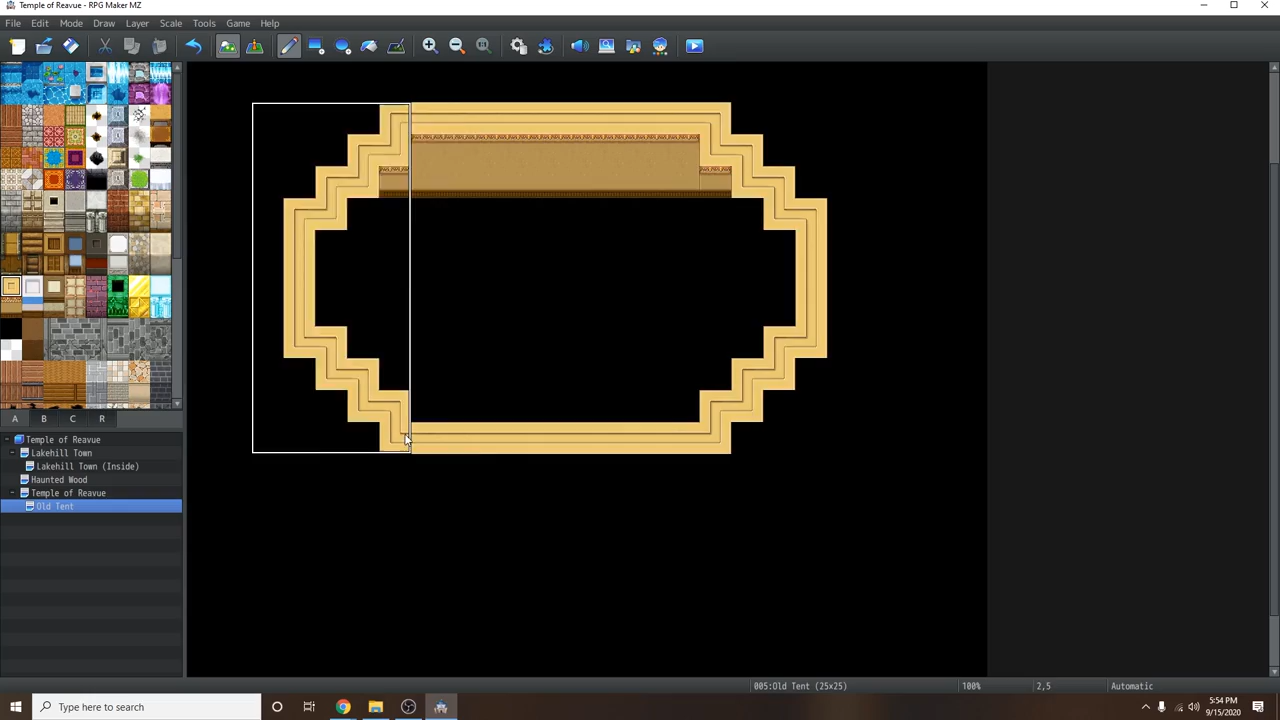 Temple of Reavue - RPG Maker MZ
File Edit Mode Draw Layer Scale Tools Game Help
A B C R
Temple of Reavue
Lakehill Town
Lakehill Town (Inside)
Haunted Wood
Temple of Reavue
Old Tent
005:Old Tent (25x25) 100% 2,5 Automatic
Type here to search
5:54 PM
9/15/2020